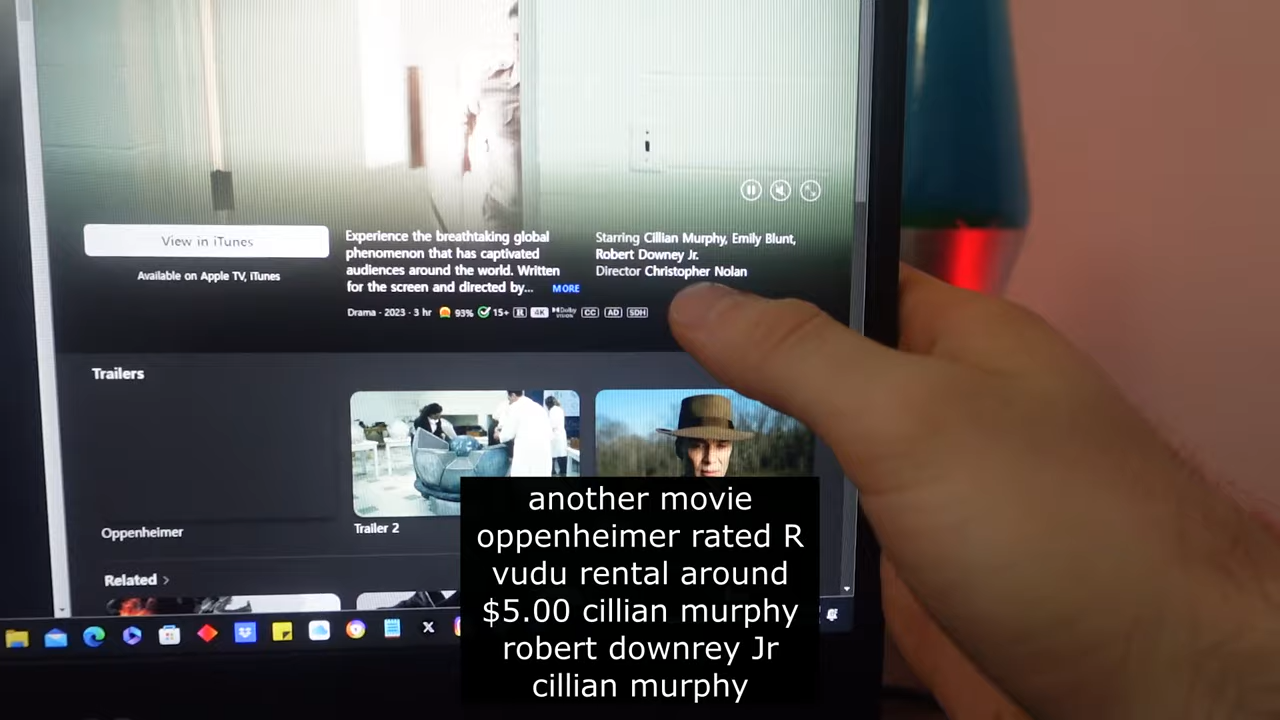 View in iTunes
Available on Apple TV, iTunes
Experience the breathtaking global
phenomenon that has captivated
audiences around the world. Written
for the screen and directed by... MORE
Drama · 2023 · 3 hr 93% 15+ R 4K Dolby VISION CC AD SDH
Starring Cillian Murphy, Emily Blunt,
Robert Downey Jr.
Director Christopher Nolan
Trailers
Oppenheimer
Trailer 2
Related >
another movie
oppenheimer rated R
vudu rental around
$5.00 cillian murphy
robert downrey Jr
cillian murphy